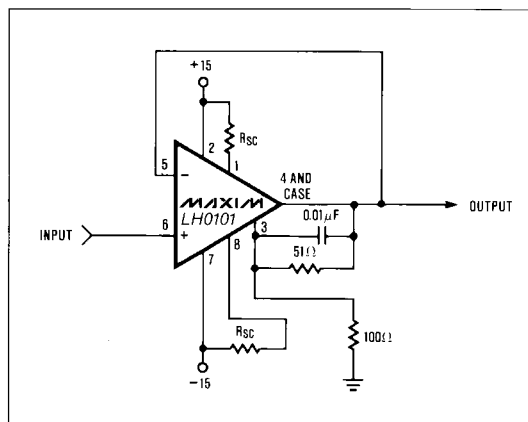 +15
RSC
2
1
5
−
MAXIM
LH0101
4 AND
CASE
0.01μF
OUTPUT
INPUT
6
+
8
3
7
51Ω
RSC
100Ω
−15